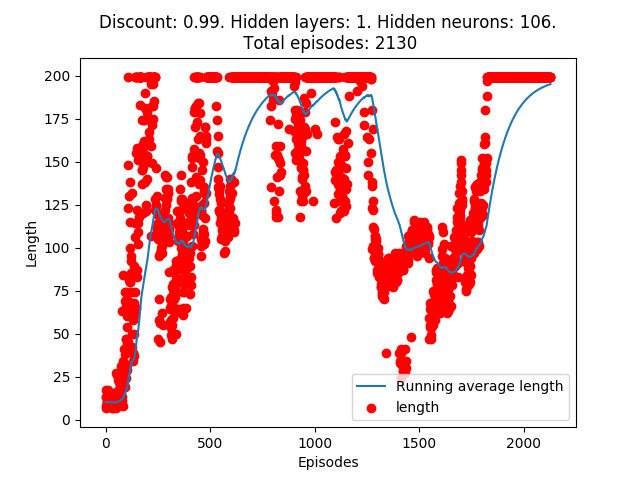 Discount: 0.99. Hidden layers: 1. Hidden neurons: 106.
Total episodes: 2130
200
175
150
125
100
75
50
25
0
Length
0 500 1000 1500 2000
Episodes
Running average length
length